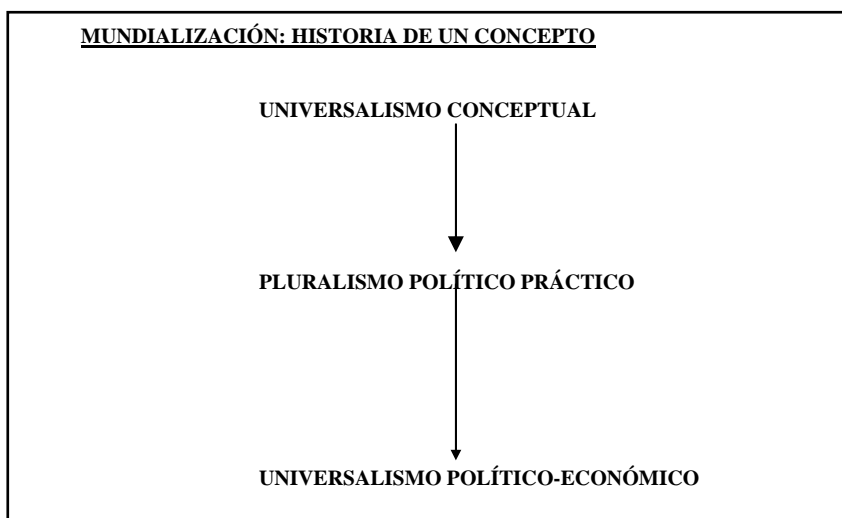 MUNDIALIZACIÓN: HISTORIA DE UN CONCEPTO
UNIVERSALISMO CONCEPTUAL
PLURALISMO POLÍTICO PRÁCTICO
UNIVERSALISMO POLÍTICO-ECONÓMICO